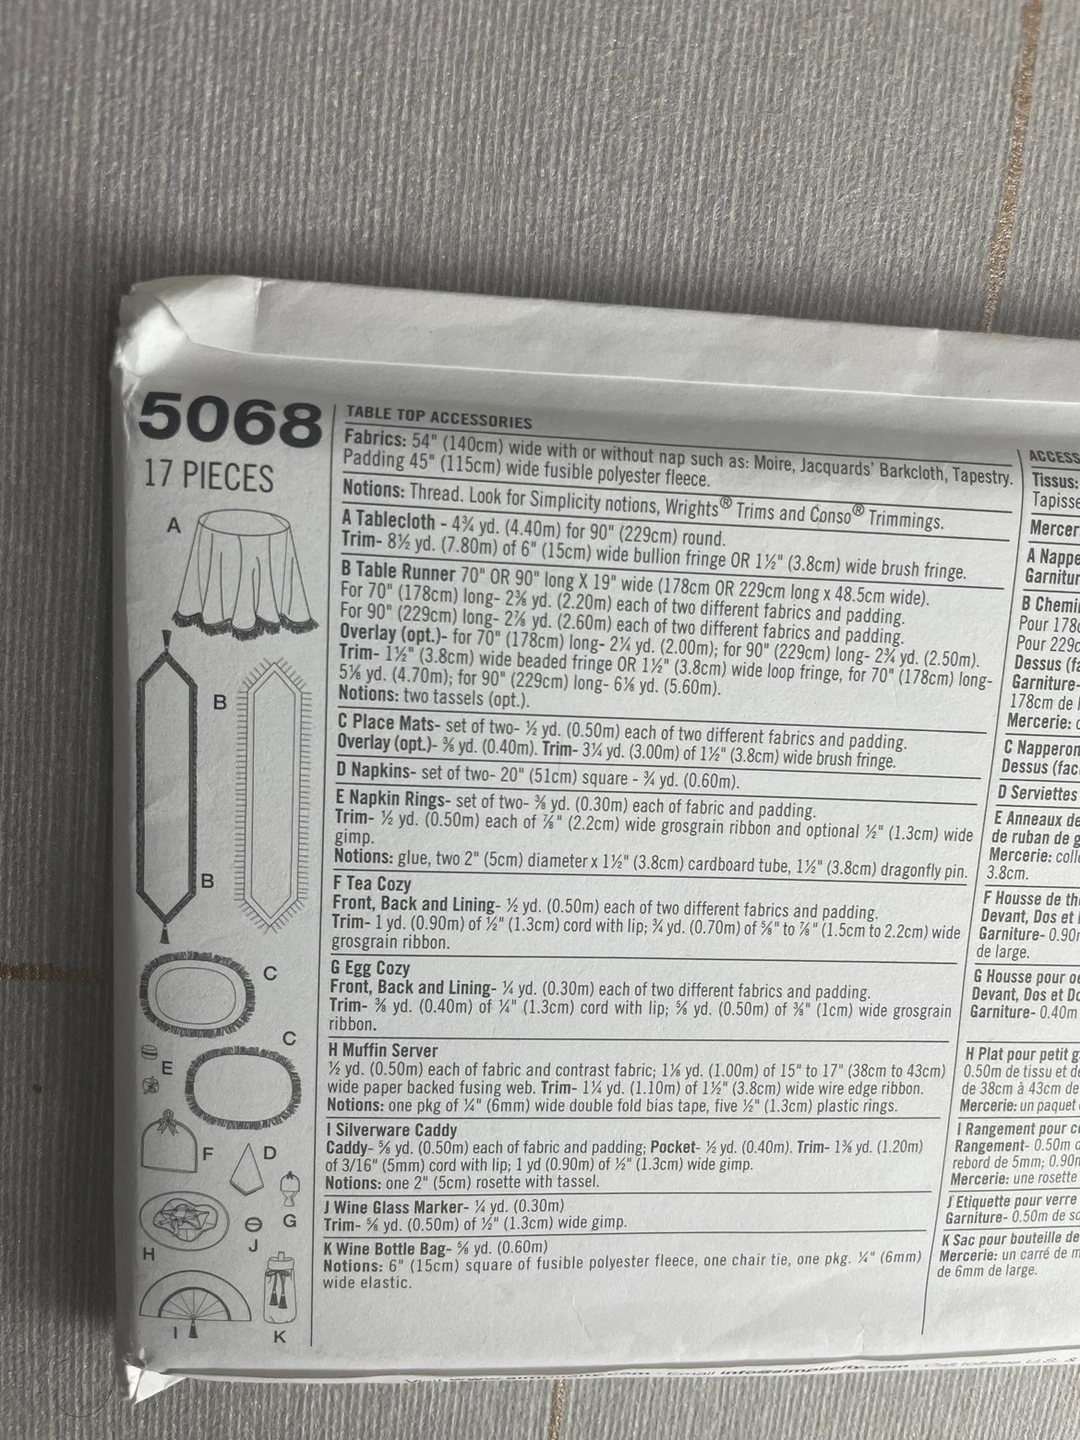 5068
17 PIECES
A
B
B
C
C
E
F
D
G
H
J
I
K
TABLE TOP ACCESSORIES
Fabrics: 54" (140cm) wide with or without nap such as: Moire, Jacquards' Barkcloth, Tapestry.
Padding 45" (115cm) wide fusible polyester fleece.
Notions: Thread. Look for Simplicity notions, Wrights® Trims and Conso® Trimmings.
A Tablecloth - 4¾ yd. (4.40m) for 90" (229cm) round.
Trim- 8½ yd. (7.80m) of 6" (15cm) wide bullion fringe OR 1½" (3.8cm) wide brush fringe.
B Table Runner 70" OR 90" long X 19" wide (178cm OR 229cm long x 48.5cm wide).
For 70" (178cm) long- 2⅜ yd. (2.20m) each of two different fabrics and padding.
For 90" (229cm) long- 2⅞ yd. (2.60m) each of two different fabrics and padding.
Overlay (opt.)- for 70" (178cm) long- 2¼ yd. (2.00m); for 90" (229cm) long- 2¾ yd. (2.50m).
Trim- 1½" (3.8cm) wide beaded fringe OR 1½" (3.8cm) wide loop fringe, for 70" (178cm) long-
5⅛ yd. (4.70m); for 90" (229cm) long- 6⅛ yd. (5.60m).
Notions: two tassels (opt.).
C Place Mats- set of two- ½ yd. (0.50m) each of two different fabrics and padding.
Overlay (opt.)- ⅜ yd. (0.40m). Trim- 3¼ yd. (3.00m) of 1½" (3.8cm) wide brush fringe.
D Napkins- set of two- 20" (51cm) square - ¾ yd. (0.60m).
E Napkin Rings- set of two- ⅜ yd. (0.30m) each of fabric and padding.
Trim- ½ yd. (0.50m) each of ⅞" (2.2cm) wide grosgrain ribbon and optional ½" (1.3cm) wide
gimp.
Notions: glue, two 2" (5cm) diameter x 1½" (3.8cm) cardboard tube, 1½" (3.8cm) dragonfly pin.
F Tea Cozy
Front, Back and Lining- ½ yd. (0.50m) each of two different fabrics and padding.
Trim- 1 yd. (0.90m) of ½" (1.3cm) cord with lip; ¾ yd. (0.70m) of ⅝" to ⅞" (1.5cm to 2.2cm) wide
grosgrain ribbon.
G Egg Cozy
Front, Back and Lining- ¼ yd. (0.30m) each of two different fabrics and padding.
Trim- ⅜ yd. (0.40m) of ¼" (1.3cm) cord with lip; ⅝ yd. (0.50m) of ⅜" (1cm) wide grosgrain
ribbon.
H Muffin Server
½ yd. (0.50m) each of fabric and contrast fabric; 1⅛ yd. (1.00m) of 15" to 17" (38cm to 43cm)
wide paper backed fusing web. Trim- 1¼ yd. (1.10m) of 1½" (3.8cm) wide wire edge ribbon.
Notions: one pkg of ¼" (6mm) wide double fold bias tape, five ½" (1.3cm) plastic rings.
I Silverware Caddy
Caddy- ⅝ yd. (0.50m) each of fabric and padding; Pocket- ½ yd. (0.40m). Trim- 1⅜ yd. (1.20m)
of 3/16" (5mm) cord with lip; 1 yd (0.90m) of ½" (1.3cm) wide gimp.
Notions: one 2" (5cm) rosette with tassel.
J Wine Glass Marker- ¼ yd. (0.30m)
Trim- ⅝ yd. (0.50m) of ½" (1.3cm) wide gimp.
K Wine Bottle Bag- ⅝ yd. (0.60m)
Notions: 6" (15cm) square of fusible polyester fleece, one chair tie, one pkg. ¼" (6mm)
wide elastic.
ACCESS
Tissus:
Tapisse
Mercer
A Nappe
Garnitur
B Chemi
Pour 178c
Pour 229c
Dessus (fa
Garniture-
178cm de l
Mercerie: c
C Napperon
Dessus (fac
D Serviettes
E Anneaux de
de ruban de g
Mercerie: coll
3.8cm.
F Housse de th
Devant, Dos et
Garniture- 0.90
de large.
G Housse pour oe
Devant, Dos et Do
Garniture- 0.40m
H Plat pour petit g
0.50m de tissu et de
de 38cm à 43cm de
Mercerie: un paquet
I Rangement pour c
Rangement- 0.50m
rebord de 5mm; 0.90
Mercerie: une rosette
J Etiquette pour verre
Garniture- 0.50m de
K Sac pour bouteille de
Mercerie: un carré de m
de 6mm de large.